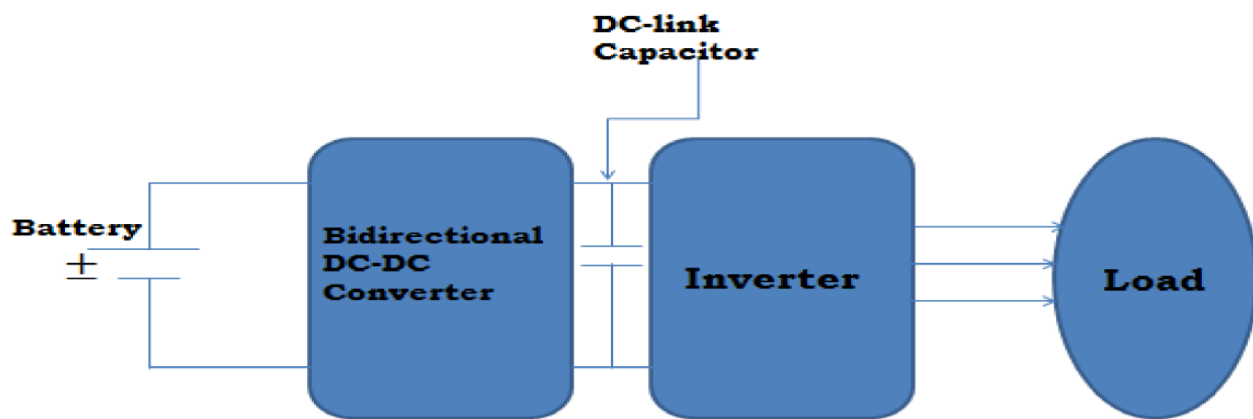 DC-link
Capacitor
Battery
±
Bidirectional
DC-DC
Converter
Inverter
Load